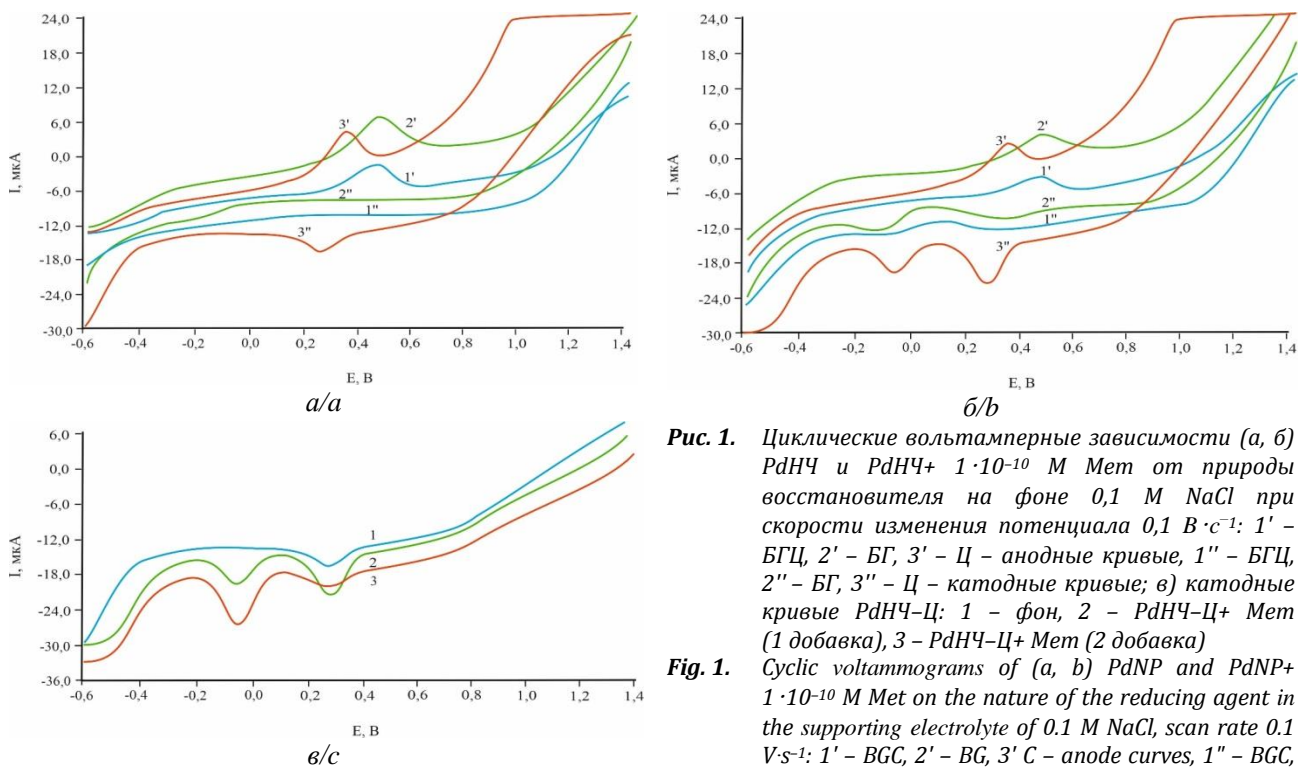 24,0
18,0
12,0
6,0
0,0
-6,0
-12,0
-18,0
-24,0
-30,0
I, мкА
3'
2'
1'
2"
1"
3"
-0,6 -0,4 -0,2 0,0 0,2 0,4 0,6 0,8 1,0 1,2 1,4
E, В
а/a
24,0
18,0
12,0
6,0
0,0
-6,0
-12,0
-18,0
-24,0
-30,0
I, мкА
3'
2'
1'
2"
1"
3"
-0,6 -0,4 -0,2 0,0 0,2 0,4 0,6 0,8 1,0 1,2 1,4
E, В
б/b
6,0
0,0
-6,0
-12,0
-18,0
-24,0
-30,0
-36,0
I, мкА
1
2
3
-0,6 -0,4 -0,2 0,0 0,2 0,4 0,6 0,8 1,0 1,2 1,4
E, В
в/c
Рис. 1. Циклические вольтамперные зависимости (а, б)
PdНЧ и PdНЧ+ 1·10⁻¹⁰ М Мет от природы
восстановителя на фоне 0,1 М NaCl при
скорости изменения потенциала 0,1 В·с⁻¹: 1' –
БГЦ, 2' – БГ, 3' – Ц – анодные кривые, 1'' – БГЦ,
2'' – БГ, 3'' – Ц – катодные кривые; в) катодные
кривые PdНЧ–Ц: 1 – фон, 2 – PdНЧ–Ц+ Мет
(1 добавка), 3 – PdНЧ–Ц+ Мет (2 добавка)
Fig. 1. Cyclic voltammograms of (a, b) PdNP and PdNP+
1·10⁻¹⁰ M Met on the nature of the reducing agent in
the supporting electrolyte of 0.1 M NaCl, scan rate 0.1
V·s⁻¹: 1' – BGC, 2' – BG, 3' C – anode curves, 1" – BGC,